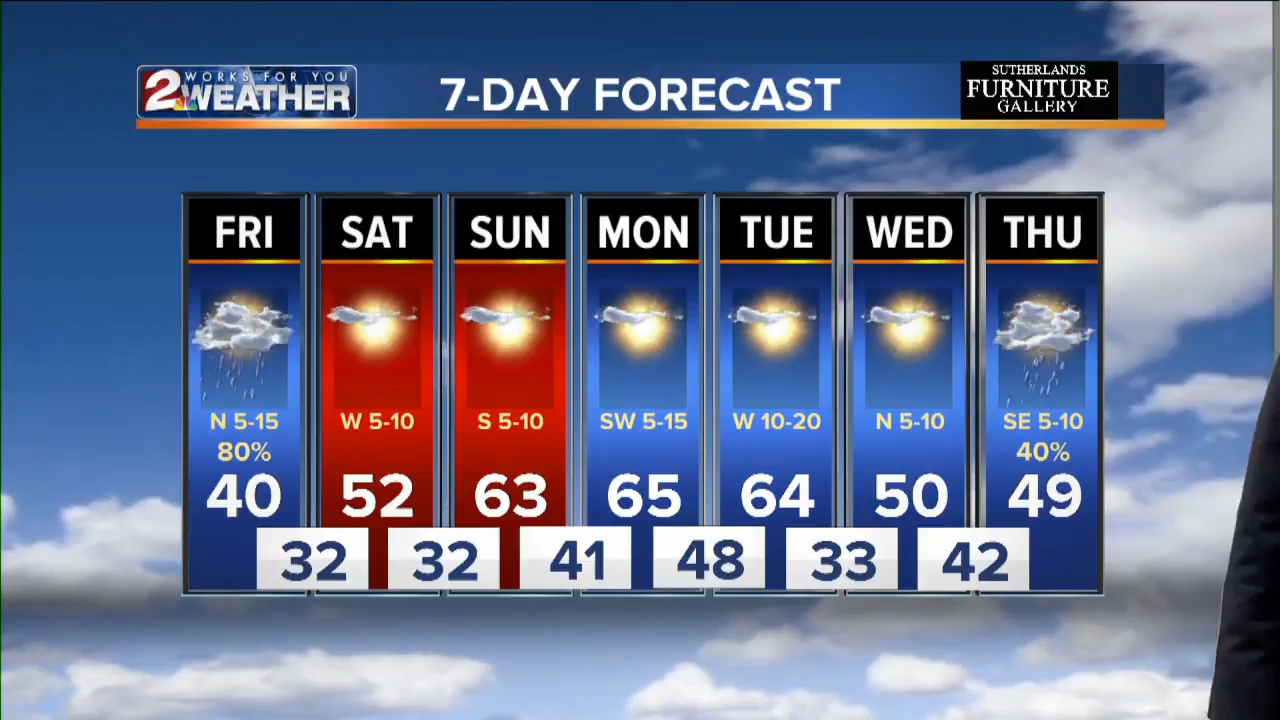 2 WORKS FOR YOU
WEATHER
7-DAY FORECAST
SUTHERLANDS
FURNITURE
GALLERY
FRI SAT SUN MON TUE WED THU
N 5-15 W 5-10 S 5-10 SW 5-15 W 10-20 N 5-10 SE 5-10
80% 40%
40 52 63 65 64 50 49
32 32 41 48 33 42